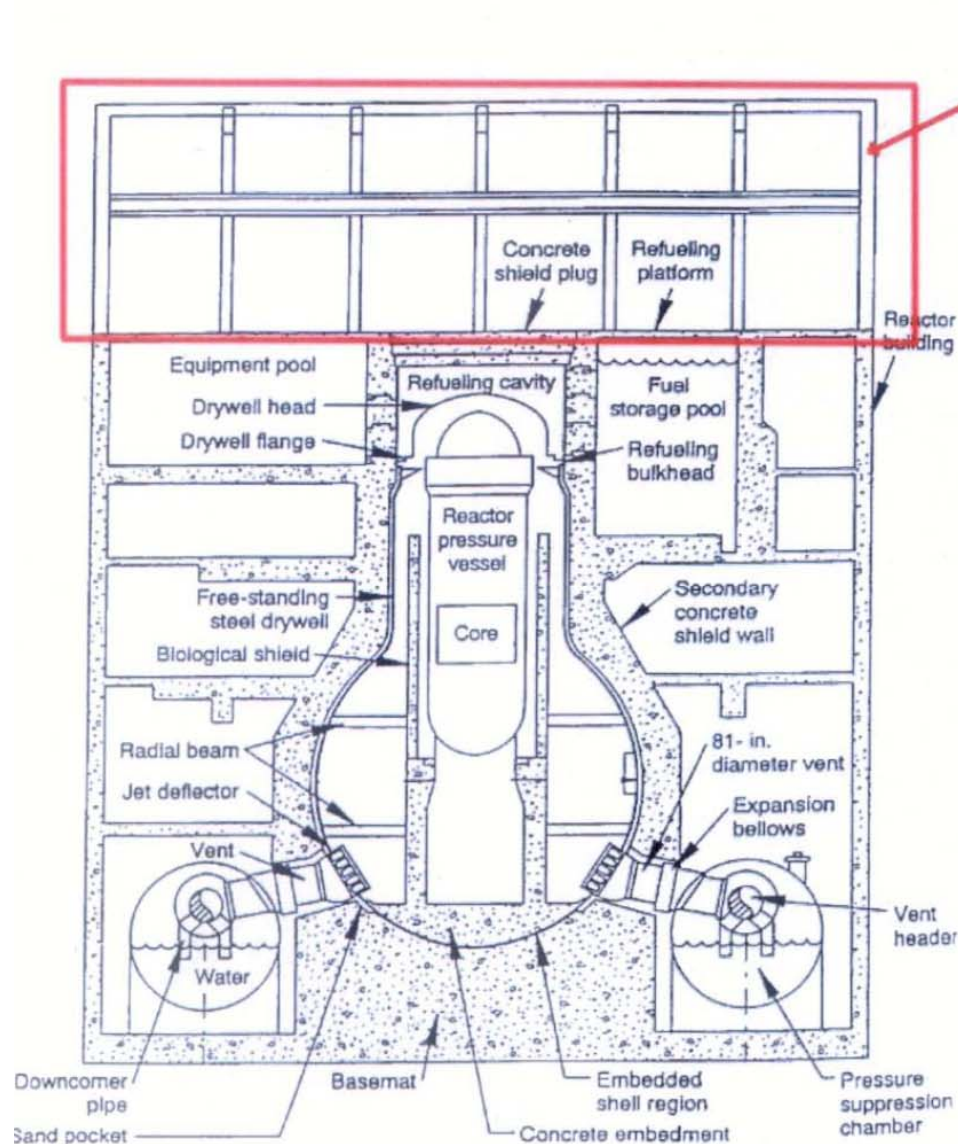 Concrete
shield plug
Refueling
platform
Reactor
building
Equipment pool
Refueling cavity
Fuel
storage pool
Drywell head
Drywell flange
Refueling
bulkhead
Reactor
pressure
vessel
Free-standing
steel drywell
Secondary
concrete
shield wall
Core
Biological shield
Radial beam
81- in.
diameter vent
Jet deflector
Expansion
bellows
Vent
Vent
header
Water
Downcomer
pipe
Basemat
Embedded
shell region
Pressure
suppression
chamber
Sand pocket
Concrete embedment